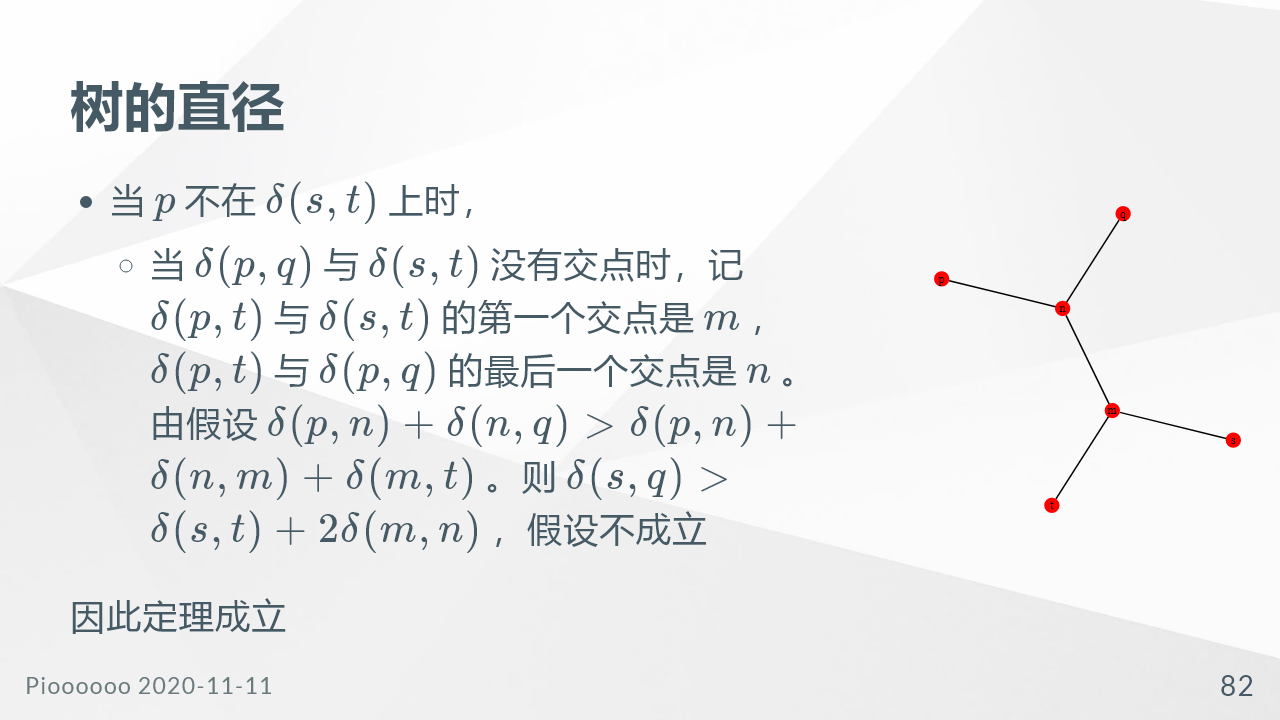 树的直径
• 当 p 不在 δ(s, t) 上时，
○ 当 δ(p, q) 与 δ(s, t) 没有交点时，记
δ(p, t) 与 δ(s, t) 的第一个交点是 m ，
δ(p, t) 与 δ(p, q) 的最后一个交点是 n 。
由假设 δ(p, n) + δ(n, q) > δ(p, n) +
δ(n, m) + δ(m, t) 。则 δ(s, q) >
δ(s, t) + 2δ(m, n) ，假设不成立
因此定理成立
q
p
n
m
s
t
Pioooooo 2020-11-11
82